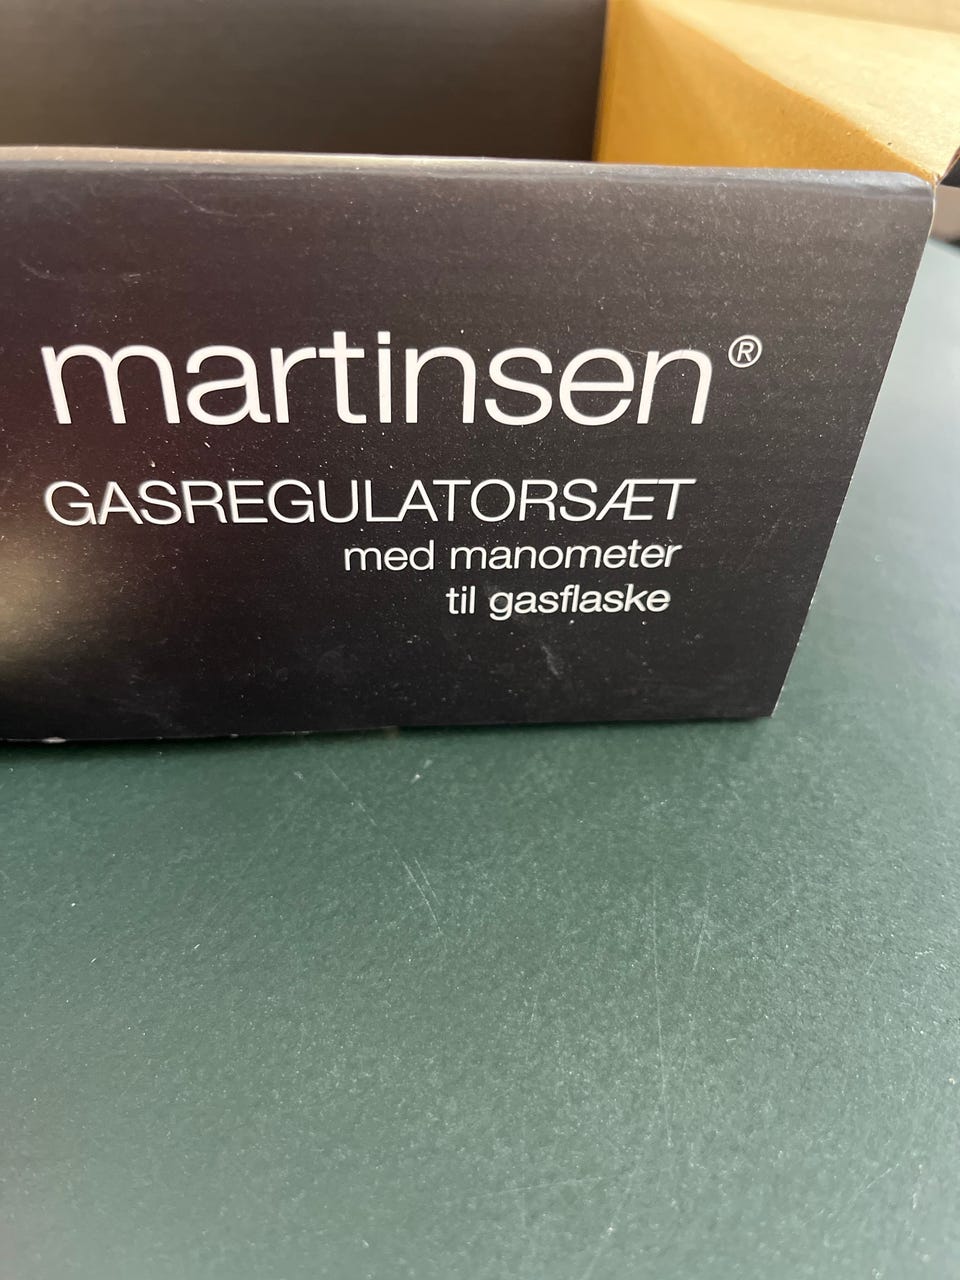 martinsen®
GASREGULATORSÆT
med manometer
til gasflaske